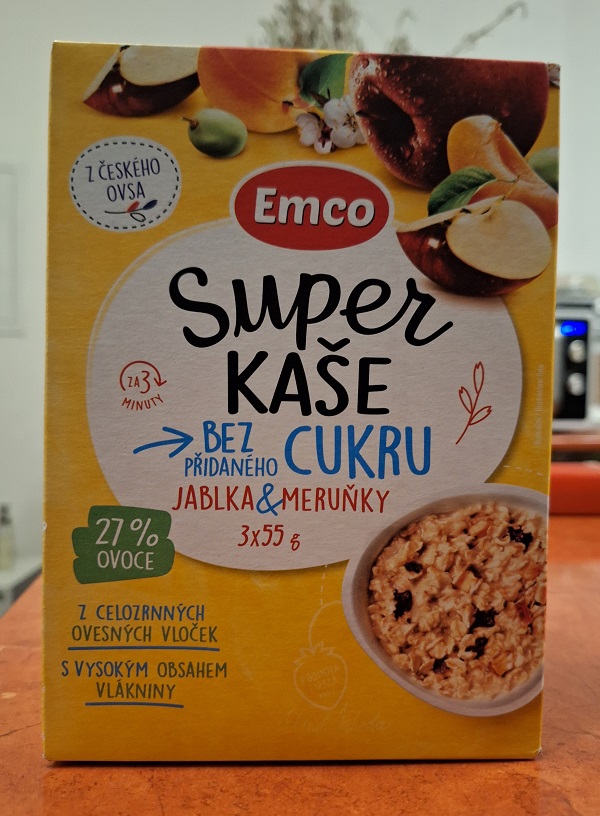 Z ČESKÉHO
OVSA
Emco
Super
KAŠE
ZA 3
MINUTY
BEZ
PŘIDANÉHO
CUKRU
JABLKA & MERUŇKY
3x55 g
27 %
OVOCE
Z CELOZRNNÝCH
OVESNÝCH VLOČEK
S VYSOKÝM OBSAHEM
VLÁKNINY